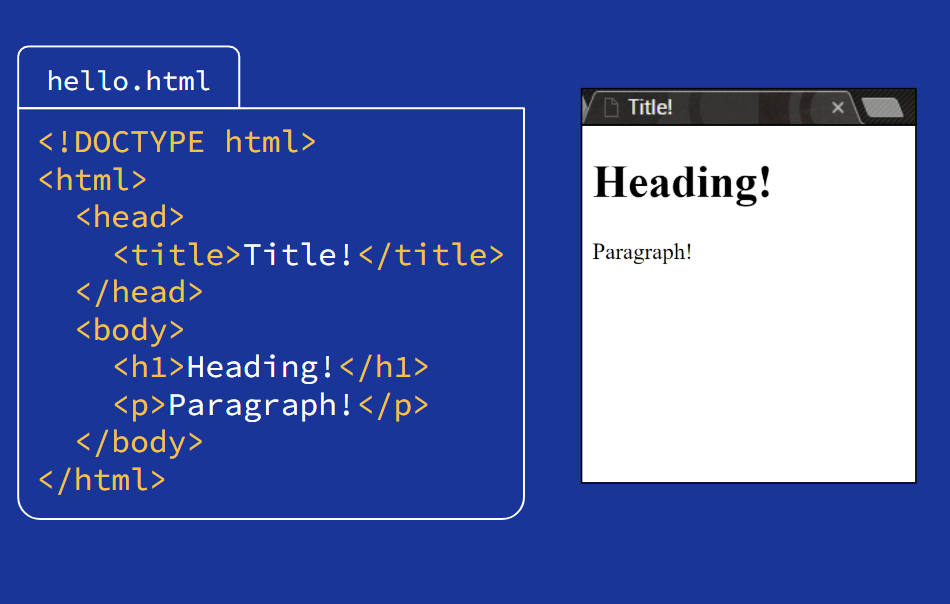 hello.html
<!DOCTYPE html>
<html>
  <head>
    <title>Title!</title>
  </head>
  <body>
    <h1>Heading!</h1>
    <p>Paragraph!</p>
  </body>
</html>
Title!
Heading!
Paragraph!